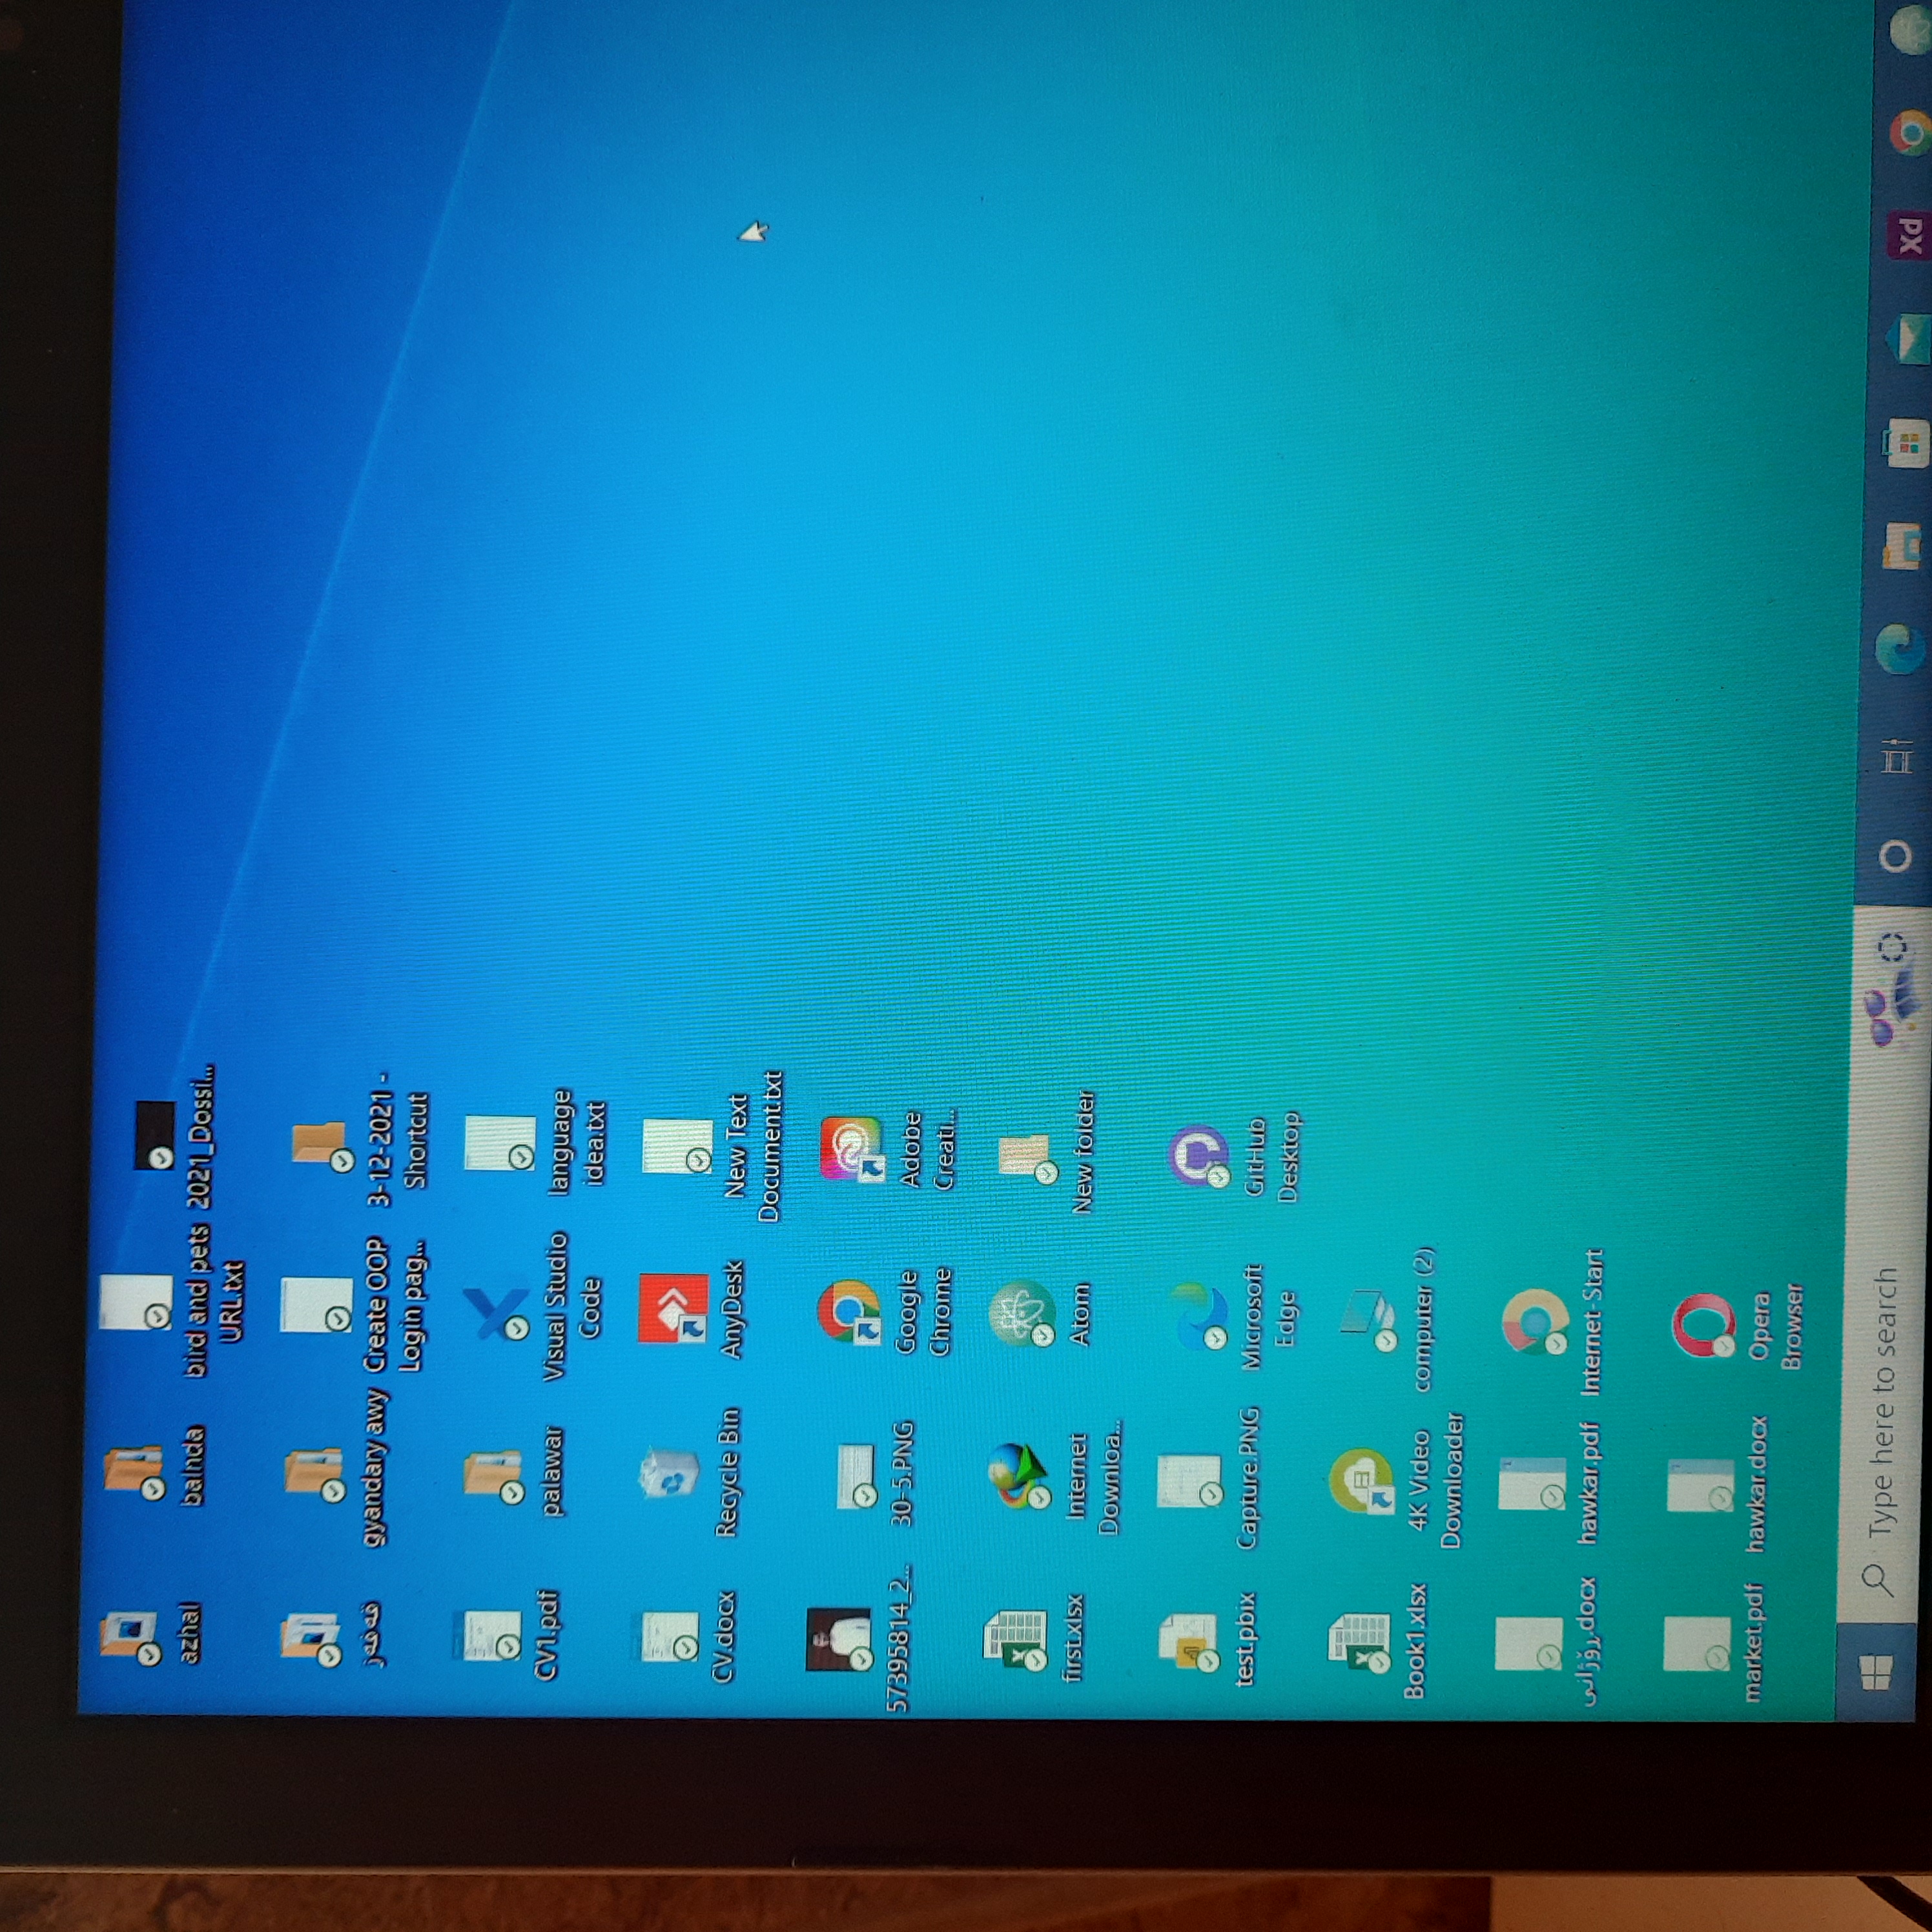 azhal
balnda
bird and pets
URL.txt
2021_Dossi...
قەفەز
gyandary awy
Create OOP
Login pag...
3-12-2021 -
Shortcut
CV1.pdf
palawar
Visual Studio
Code
language
idea.txt
CV.docx
Recycle Bin
AnyDesk
New Text
Document.txt
57395814_2...
30-5.PNG
Google
Chrome
Adobe
Creati...
first.xlsx
Internet
Downloa...
Atom
New folder
test.pbix
Capture.PNG
Microsoft
Edge
GitHub
Desktop
Book1.xlsx
4K Video
Downloader
computer (2)
ڕۆژانی.docx
hawkar.pdf
Internet-Start
market.pdf
hawkar.docx
Opera
Browser
Type here to search
Xd